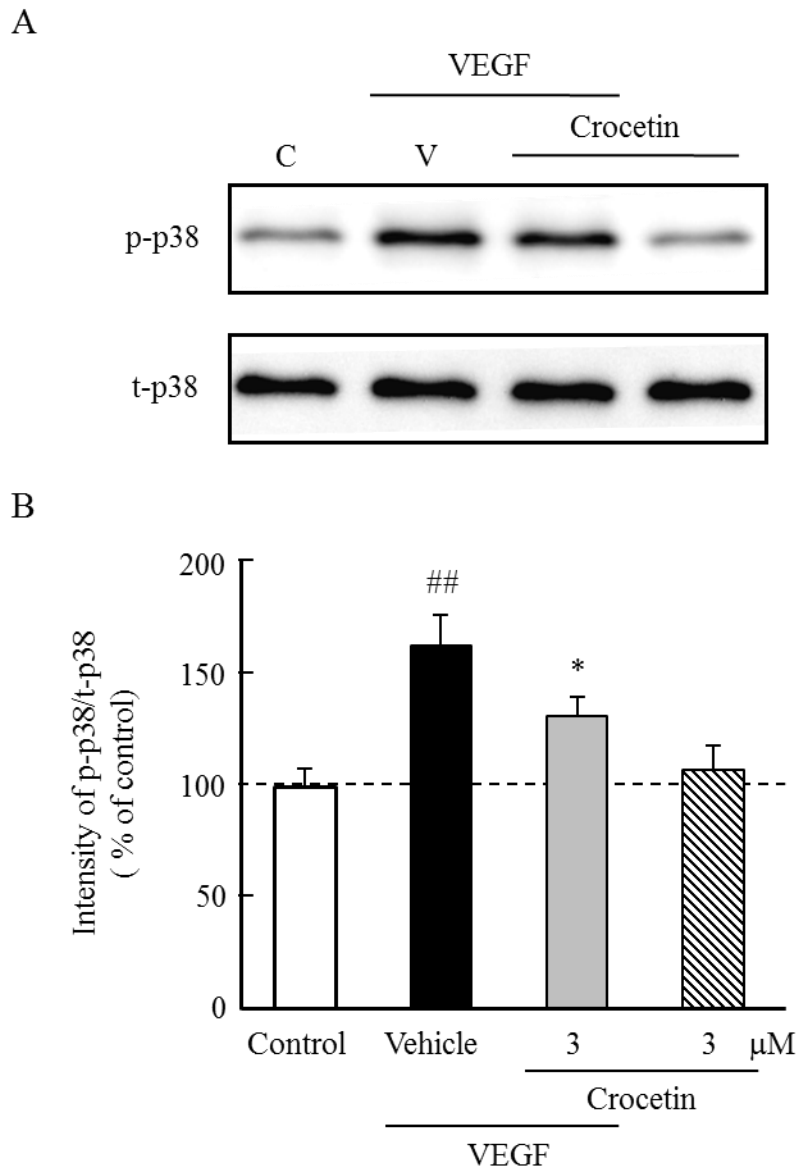 A
VEGF
Crocetin
C V
p-p38
t-p38
B
Intensity of p-p38/t-p38
( % of control)
200
150
100
50
0
##
*
Control Vehicle 3 3 μM
Crocetin
VEGF